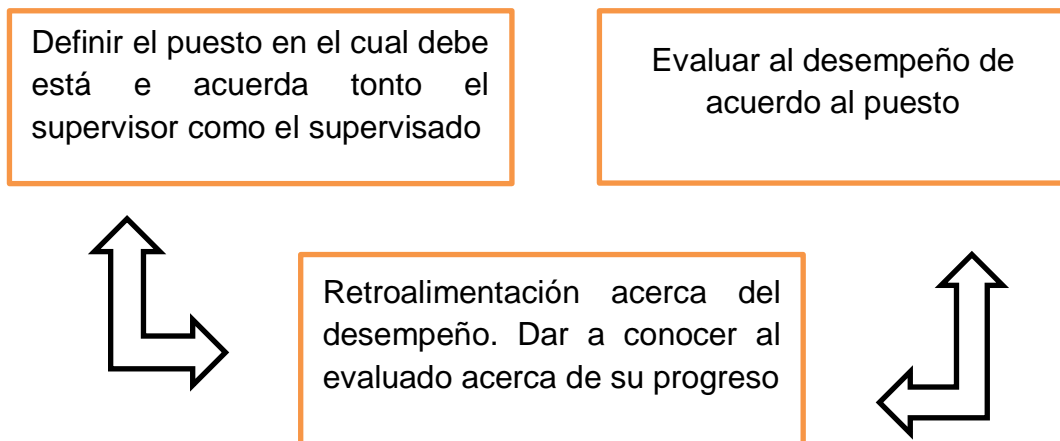 Definir el puesto en el cual debe
está e acuerda tonto el
supervisor como el supervisado
Evaluar al desempeño de
acuerdo al puesto
Retroalimentación acerca del
desempeño. Dar a conocer al
evaluado acerca de su progreso